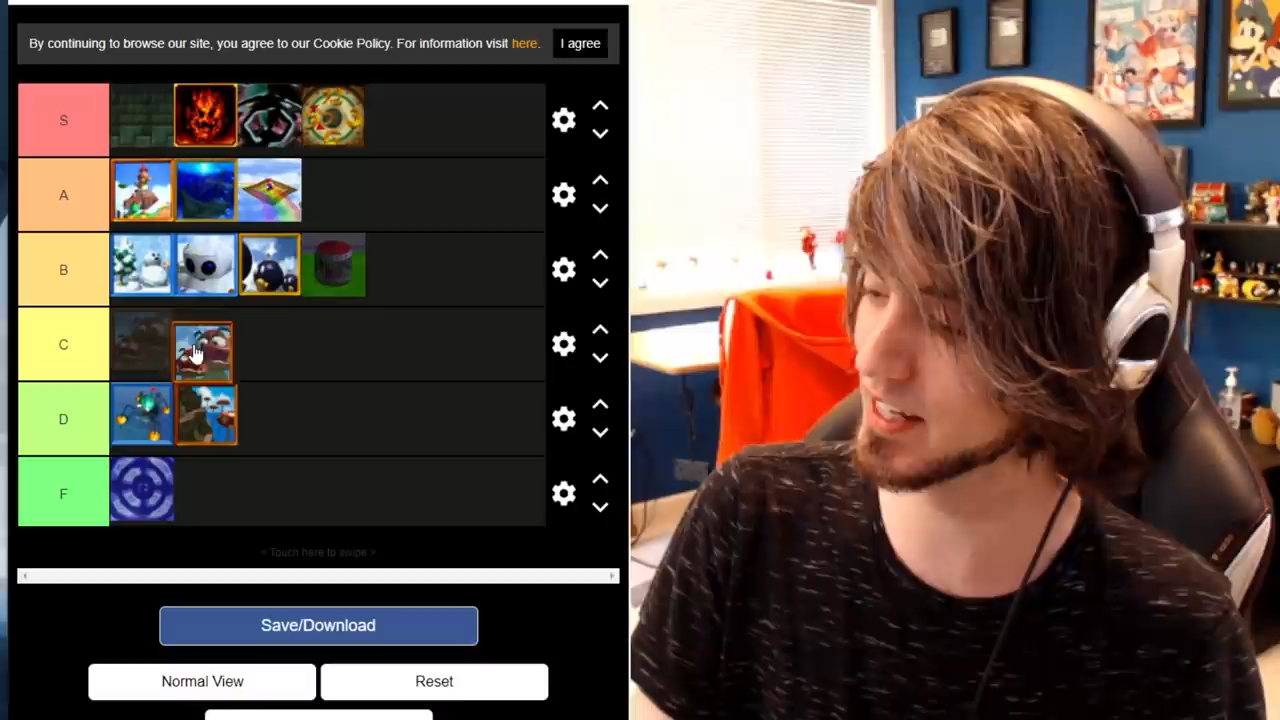 By continuing to browse our site, you agree to our Cookie Policy. For information visit here. I agree
S
A
B
C
D
F
< Touch here to swipe >
Save/Download
Normal View Reset